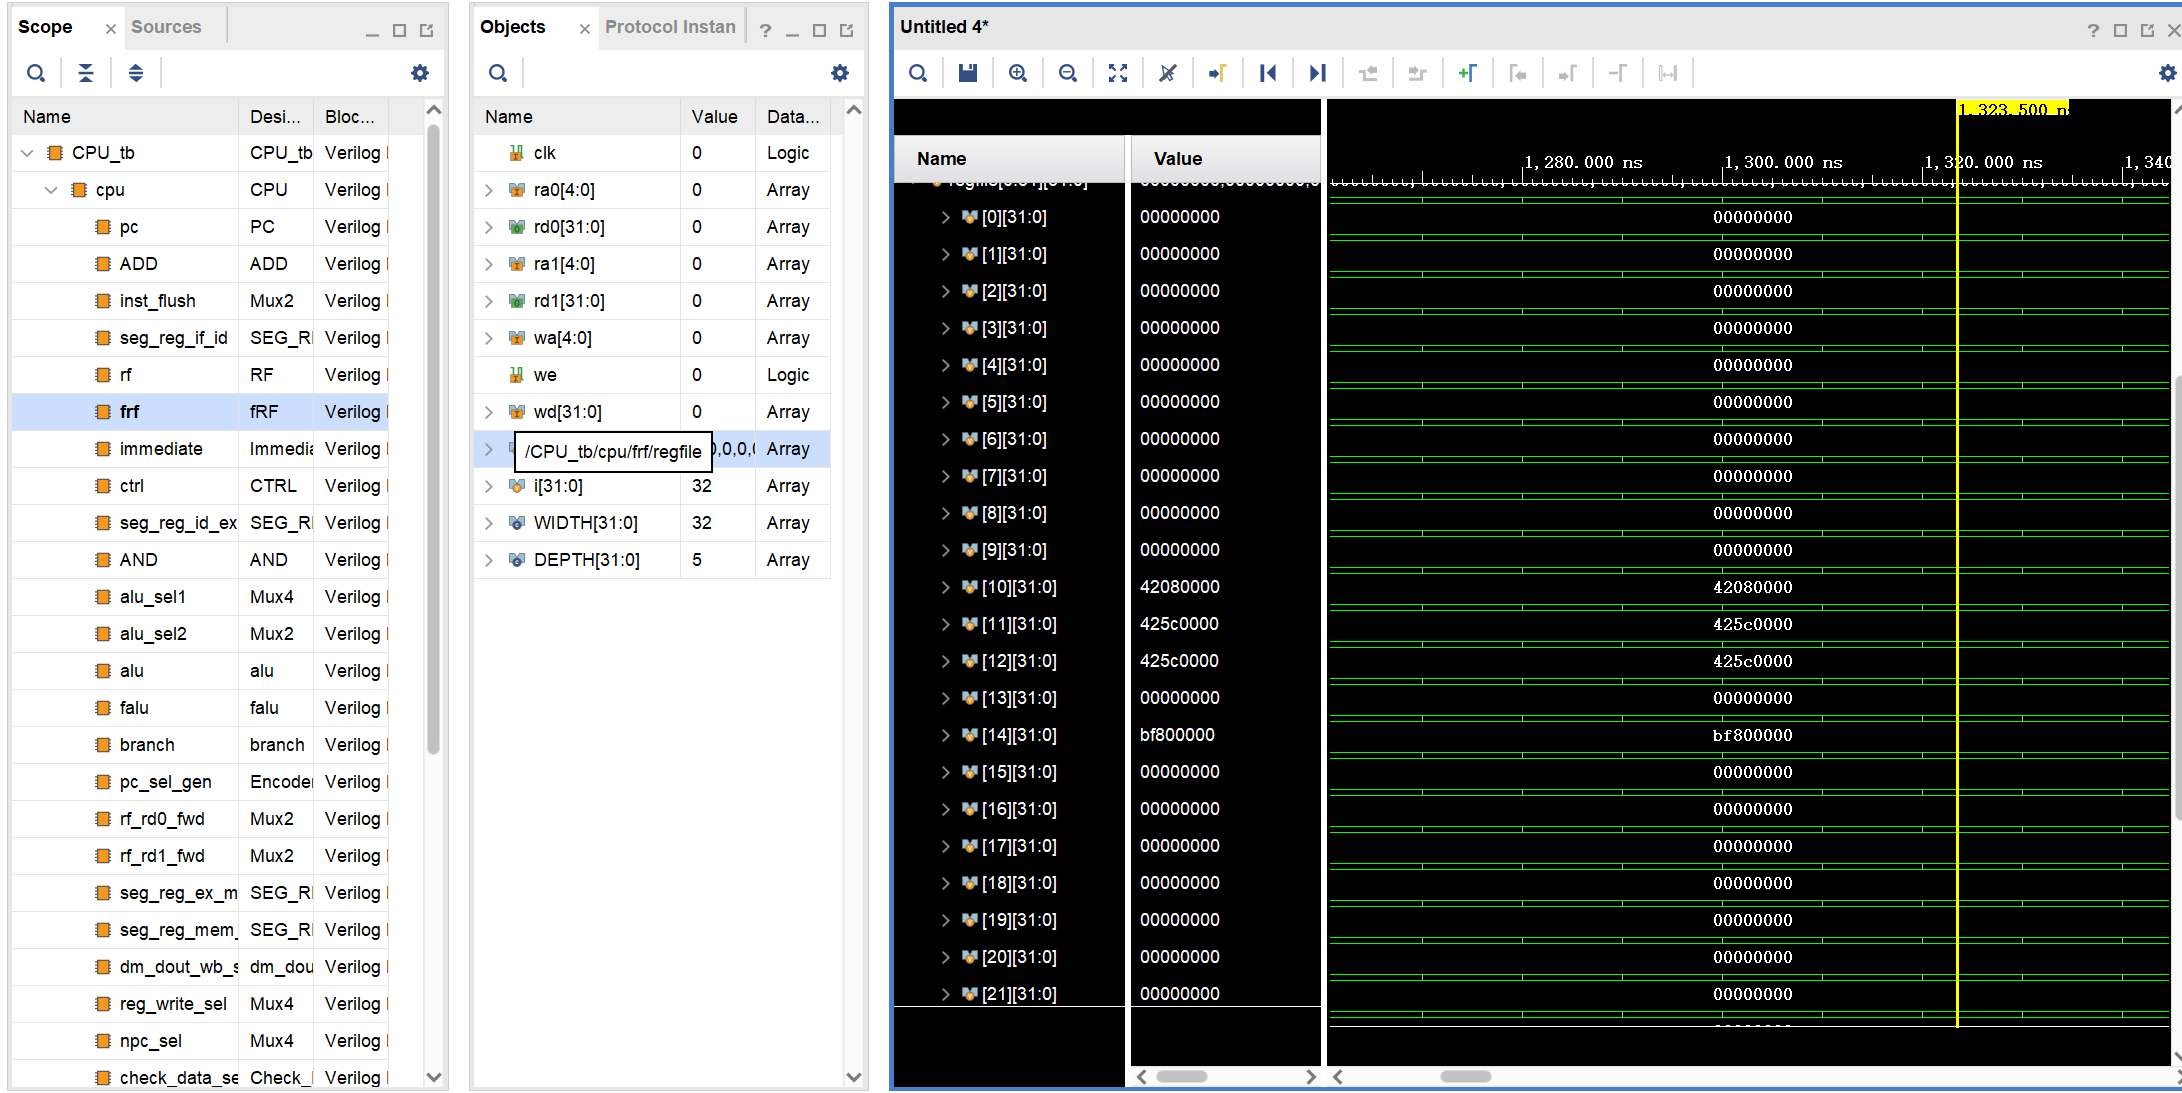 Scope Sources
Name Desi... Bloc...
CPU_tb CPU_tb Verilog
cpu CPU Verilog
pc PC Verilog
ADD ADD Verilog
inst_flush Mux2 Verilog
seg_reg_if_id SEG_RI Verilog
rf RF Verilog
frf fRF Verilog
immediate Immedia Verilog
ctrl CTRL Verilog
seg_reg_id_ex SEG_RI Verilog
AND AND Verilog
alu_sel1 Mux4 Verilog
alu_sel2 Mux2 Verilog
alu alu Verilog
falu falu Verilog
branch branch Verilog
pc_sel_gen Encoder Verilog
rf_rd0_fwd Mux2 Verilog
rf_rd1_fwd Mux2 Verilog
seg_reg_ex_m SEG_RI Verilog
seg_reg_mem_ SEG_RI Verilog
dm_dout_wb_s dm_dou Verilog
reg_write_sel Mux4 Verilog
npc_sel Mux4 Verilog
check_data_se Check_ Verilog
Objects Protocol Instan ?
Name Value Data...
clk 0 Logic
ra0[4:0] 0 Array
rd0[31:0] 0 Array
ra1[4:0] 0 Array
rd1[31:0] 0 Array
wa[4:0] 0 Array
we 0 Logic
wd[31:0] 0 Array
/CPU_tb/cpu/frf/regfile 0,0,0,0 Array
i[31:0] 32 Array
WIDTH[31:0] 32 Array
DEPTH[31:0] 5 Array
Untitled 4* ?
1,323.500 n
Name Value 1,280.000 ns 1,300.000 ns 1,320.000 ns 1,340
[0][31:0] 00000000 00000000
[1][31:0] 00000000 00000000
[2][31:0] 00000000 00000000
[3][31:0] 00000000 00000000
[4][31:0] 00000000 00000000
[5][31:0] 00000000 00000000
[6][31:0] 00000000 00000000
[7][31:0] 00000000 00000000
[8][31:0] 00000000 00000000
[9][31:0] 00000000 00000000
[10][31:0] 42080000 42080000
[11][31:0] 425c0000 425c0000
[12][31:0] 425c0000 425c0000
[13][31:0] 00000000 00000000
[14][31:0] bf800000 bf800000
[15][31:0] 00000000 00000000
[16][31:0] 00000000 00000000
[17][31:0] 00000000 00000000
[18][31:0] 00000000 00000000
[19][31:0] 00000000 00000000
[20][31:0] 00000000 00000000
[21][31:0] 00000000 00000000